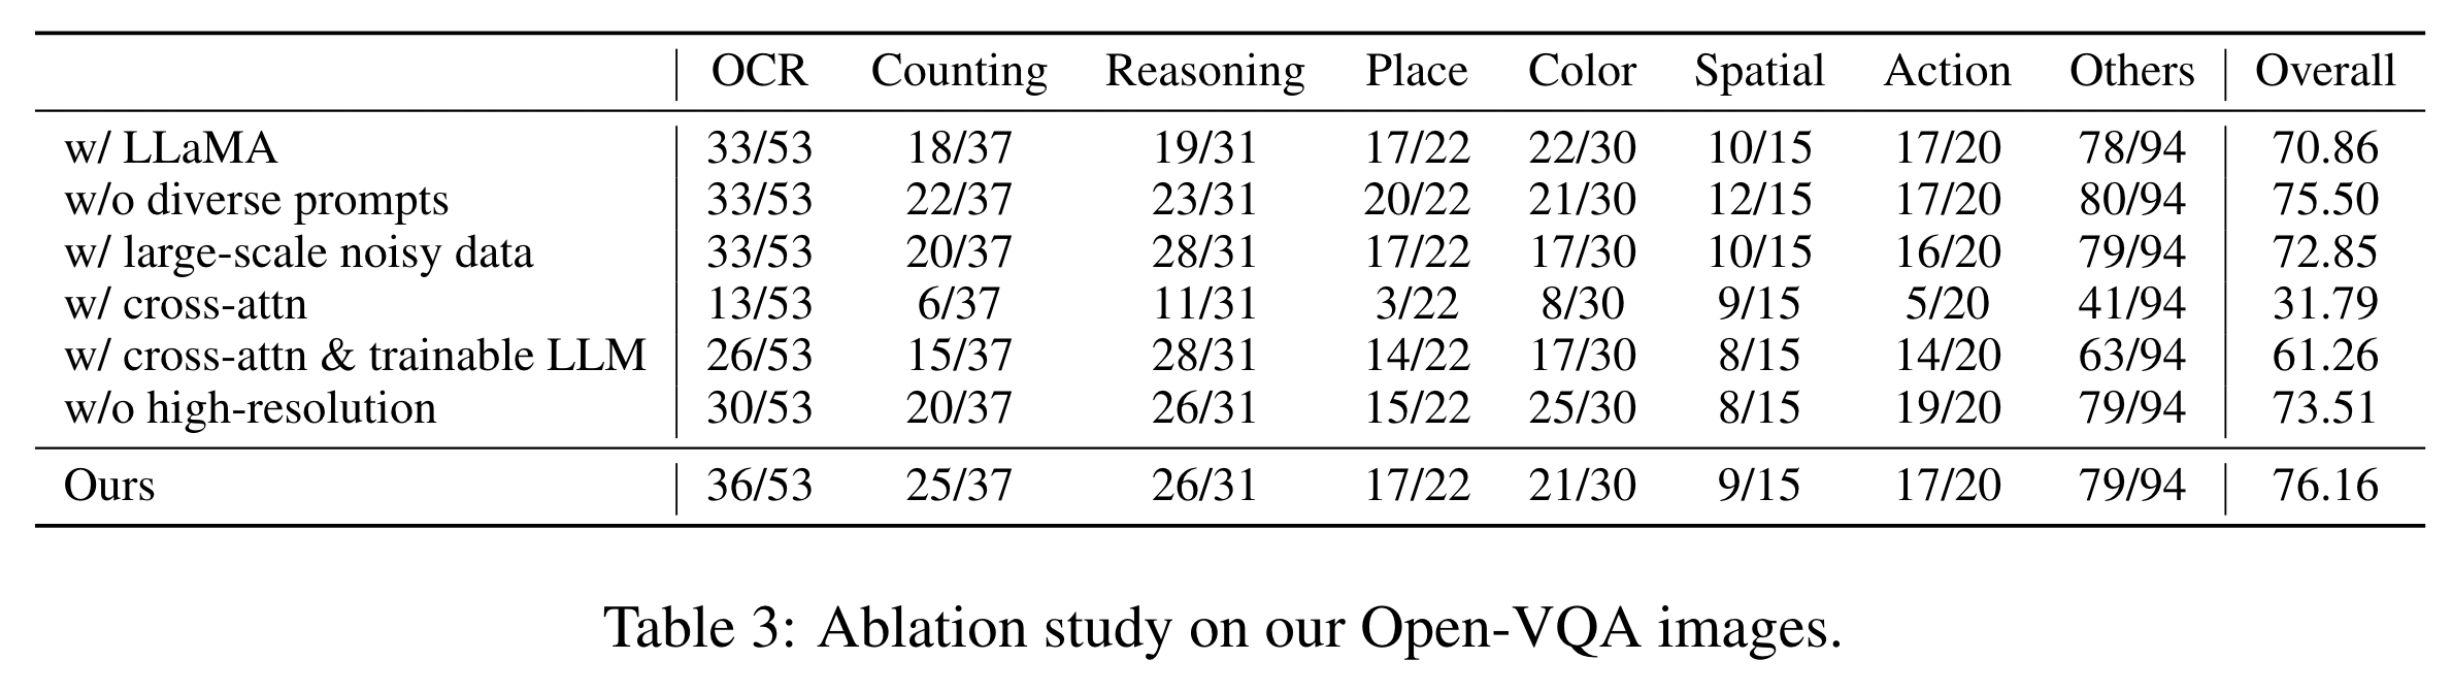 OCR Counting Reasoning Place Color Spatial Action Others Overall
w/ LLaMA 33/53 18/37 19/31 17/22 22/30 10/15 17/20 78/94 70.86
w/o diverse prompts 33/53 22/37 23/31 20/22 21/30 12/15 17/20 80/94 75.50
w/ large-scale noisy data 33/53 20/37 28/31 17/22 17/30 10/15 16/20 79/94 72.85
w/ cross-attn 13/53 6/37 11/31 3/22 8/30 9/15 5/20 41/94 31.79
w/ cross-attn & trainable LLM 26/53 15/37 28/31 14/22 17/30 8/15 14/20 63/94 61.26
w/o high-resolution 30/53 20/37 26/31 15/22 25/30 8/15 19/20 79/94 73.51
Ours 36/53 25/37 26/31 17/22 21/30 9/15 17/20 79/94 76.16
Table 3: Ablation study on our Open-VQA images.